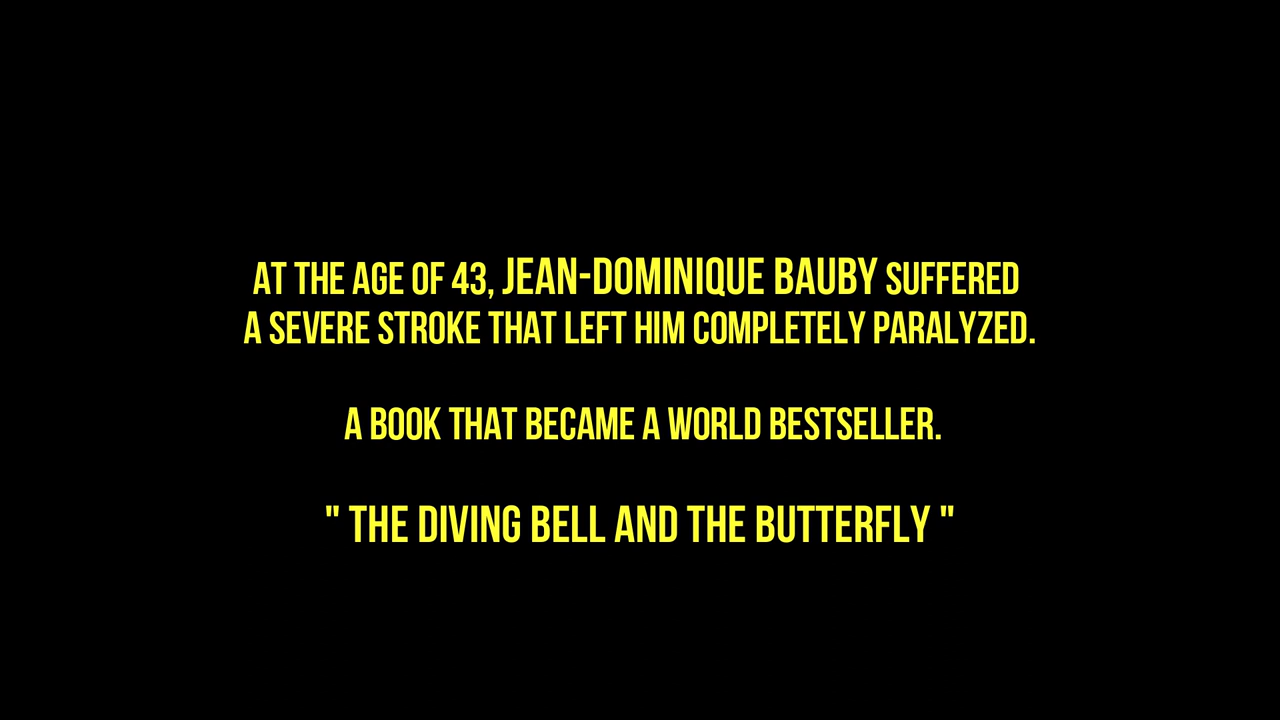 AT THE AGE OF 43, JEAN-DOMINIQUE BAUBY SUFFERED
A SEVERE STROKE THAT LEFT HIM COMPLETELY PARALYZED.
A BOOK THAT BECAME A WORLD BESTSELLER.
" THE DIVING BELL AND THE BUTTERFLY "